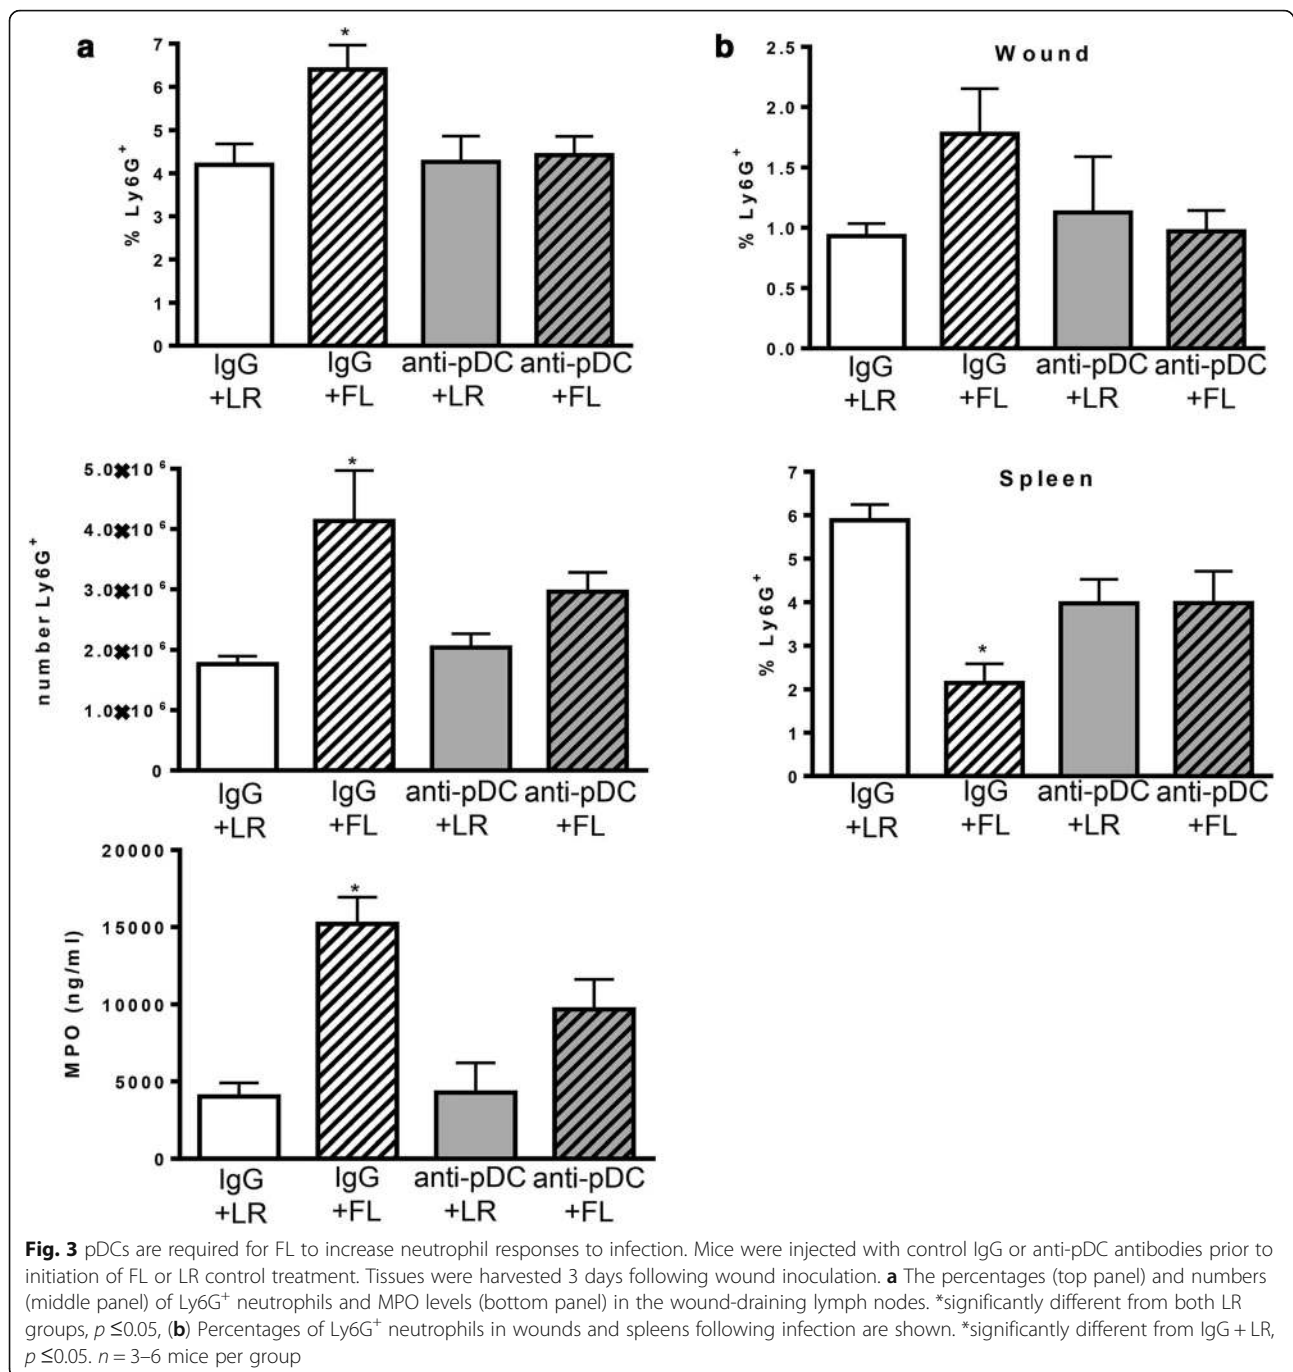 a
*
7
6
5
4
3
2
1
0
% Ly6G+
IgG IgG anti-pDC anti-pDC
+LR +FL +LR +FL
*
5.0✖10 6
4.0✖10 6
3.0✖10 6
2.0✖10 6
1.0✖10 6
0
number Ly6G+
IgG IgG anti-pDC anti-pDC
+LR +FL +LR +FL
*
20000
15000
10000
5000
0
MPO (ng/ml)
IgG IgG anti-pDC anti-pDC
+LR +FL +LR +FL
b
Wound
2.5
2.0
1.5
1.0
0.5
0.0
% Ly6G+
IgG IgG anti-pDC anti-pDC
+LR +FL +LR +FL
Spleen
7
6
5
4
3
2
1
0
% Ly6G+
*
IgG IgG anti-pDC anti-pDC
+LR +FL +LR +FL
Fig. 3 pDCs are required for FL to increase neutrophil responses to infection. Mice were injected with control IgG or anti-pDC antibodies prior to
initiation of FL or LR control treatment. Tissues were harvested 3 days following wound inoculation. a The percentages (top panel) and numbers
(middle panel) of Ly6G+ neutrophils and MPO levels (bottom panel) in the wound-draining lymph nodes. *significantly different from both LR
groups, p ≤0.05, (b) Percentages of Ly6G+ neutrophils in wounds and spleens following infection are shown. *significantly different from IgG + LR,
p ≤0.05. n = 3–6 mice per group